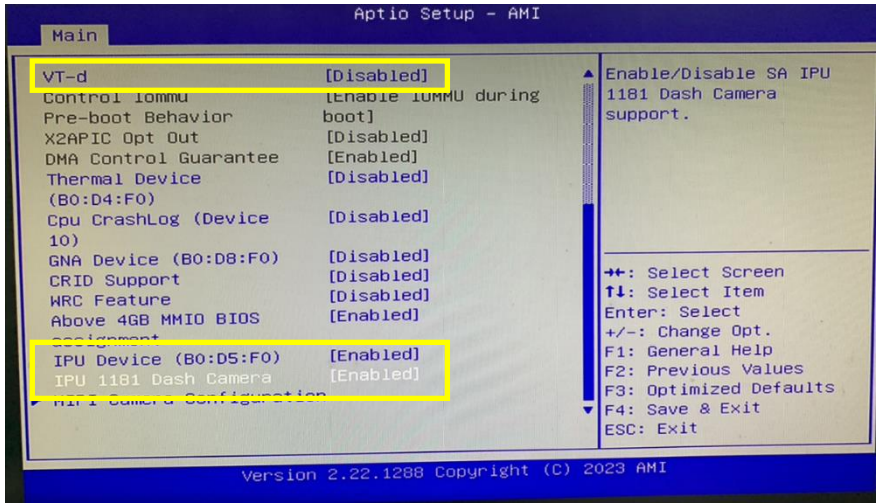 Aptio Setup – AMI
Main
VT-d [Disabled]
Control Iommu [Enable IOMMU during
Pre-boot Behavior boot]
X2APIC Opt Out [Disabled]
DMA Control Guarantee [Enabled]
Thermal Device [Disabled]
(B0:D4:F0)
Cpu CrashLog (Device [Disabled]
10)
GNA Device (B0:D8:F0) [Disabled]
CRID Support [Disabled]
WRC Feature [Disabled]
Above 4GB MMIO BIOS [Enabled]
assignment
IPU Device (B0:D5:F0) [Enabled]
IPU 1181 Dash Camera [Enabled]
MIPI Camera Configuration
Enable/Disable SA IPU
1181 Dash Camera
support.
→←: Select Screen
↑↓: Select Item
Enter: Select
+/-: Change Opt.
F1: General Help
F2: Previous Values
F3: Optimized Defaults
F4: Save & Exit
ESC: Exit
Version 2.22.1288 Copyright (C) 2023 AMI